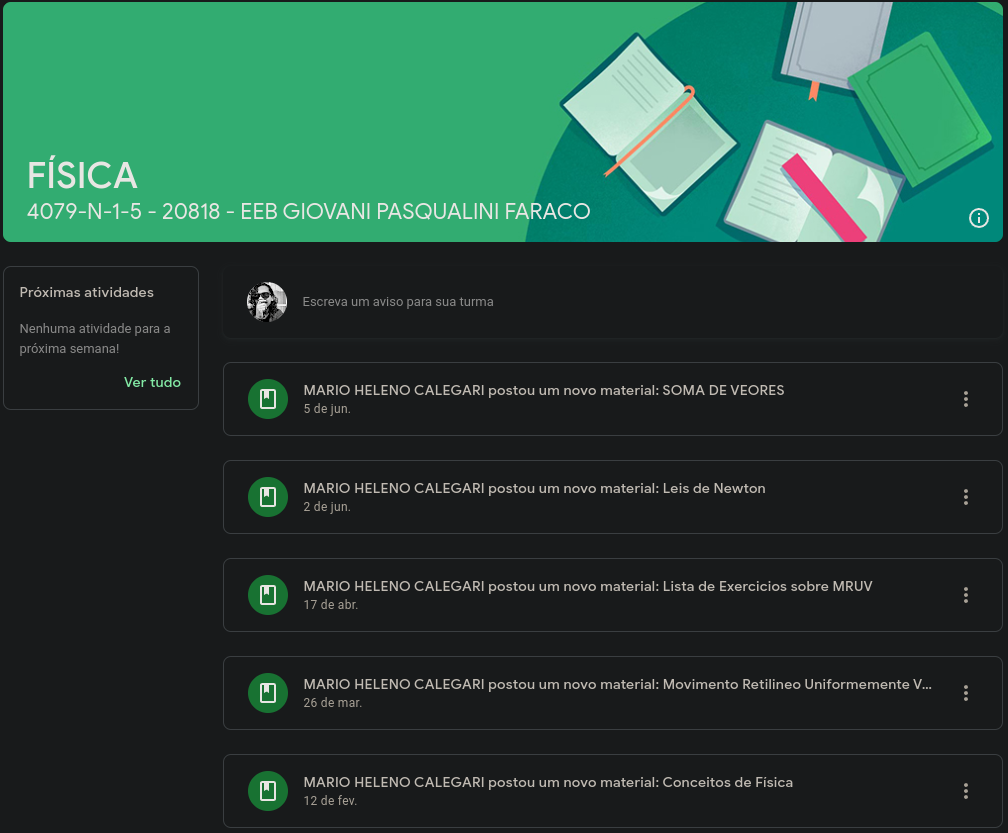 FÍSICA
4079-N-1-5 - 20818 - EEB GIOVANI PASQUALINI FARACO
Próximas atividades
Nenhuma atividade para a
próxima semana!
Ver tudo
Escreva um aviso para sua turma
MARIO HELENO CALEGARI postou um novo material: SOMA DE VEORES
5 de jun.
MARIO HELENO CALEGARI postou um novo material: Leis de Newton
2 de jun.
MARIO HELENO CALEGARI postou um novo material: Lista de Exercicios sobre MRUV
17 de abr.
MARIO HELENO CALEGARI postou um novo material: Movimento Retilineo Uniformemente V...
26 de mar.
MARIO HELENO CALEGARI postou um novo material: Conceitos de Física
12 de fev.